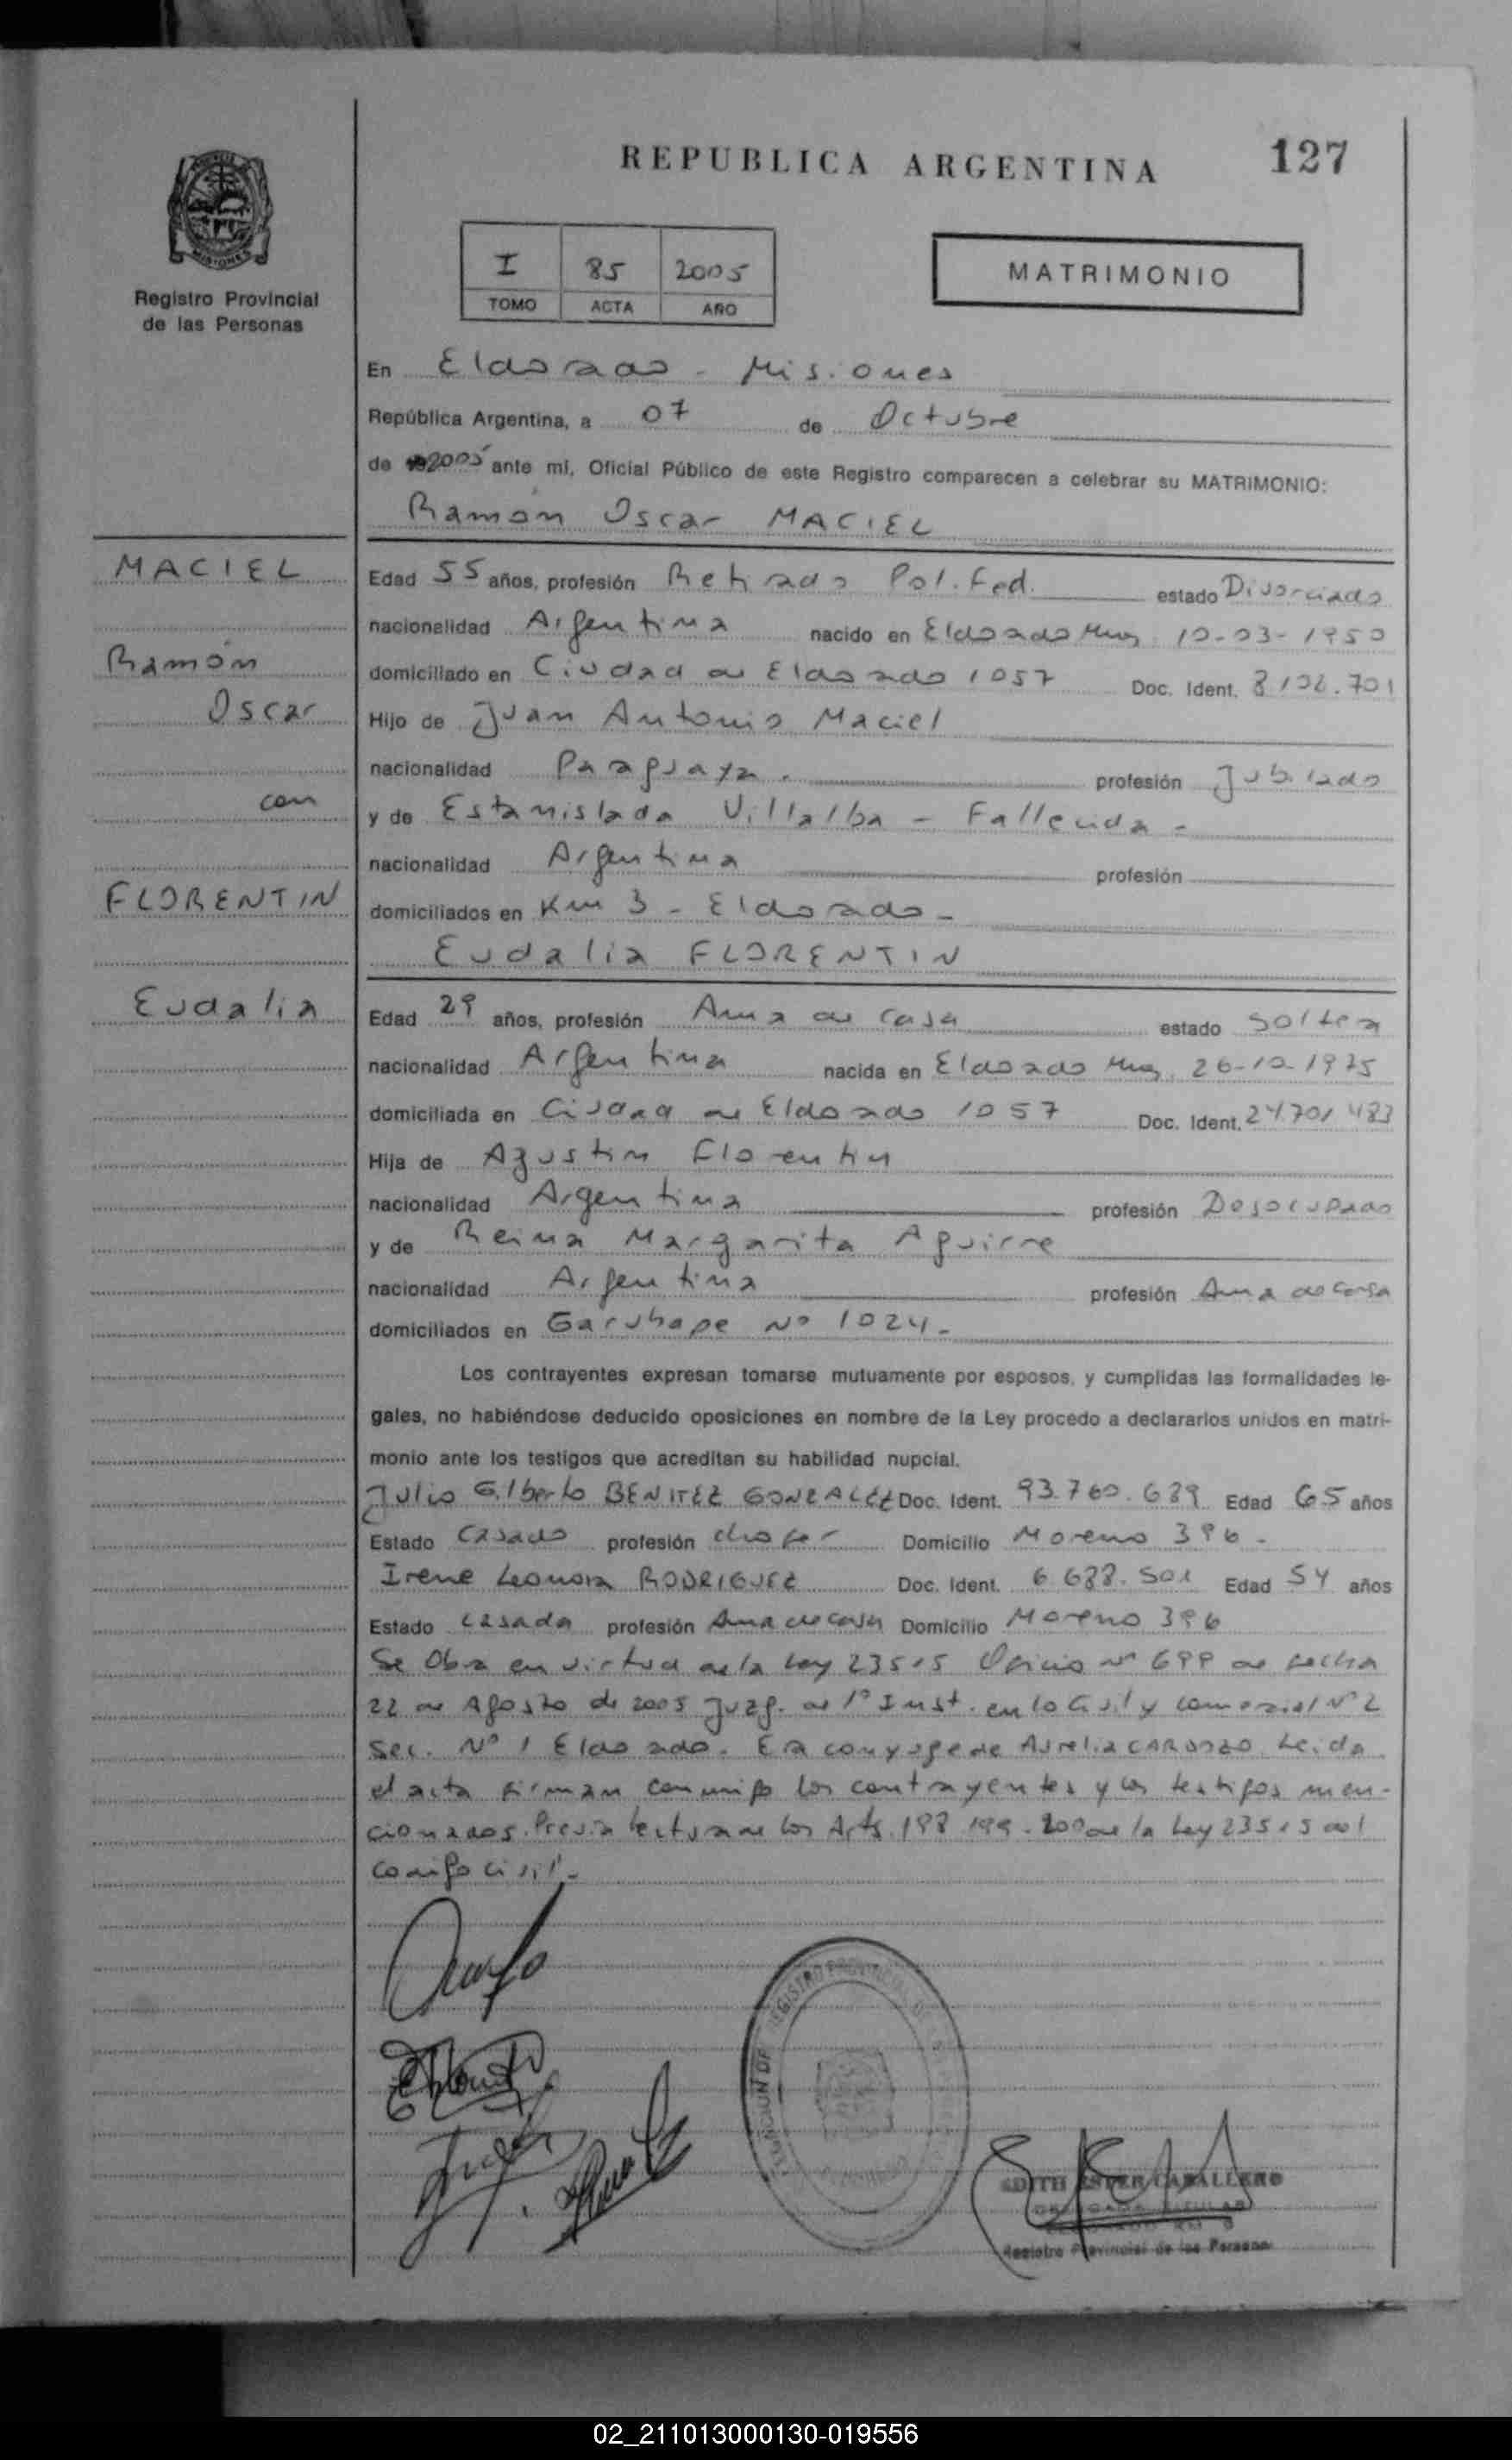 REPUBLICA ARGENTINA
127
MISIONES
Registro Provincial
de las Personas
I 85 2005
TOMO ACTA AÑO
MATRIMONIO
En Eldorado - Misiones
República Argentina, a 07 de Octubre
de 2005 ante mí, Oficial Público de este Registro comparecen a celebrar su MATRIMONIO:
Ramón Oscar MACIEL
MACIEL
Ramón
Oscar
con
FLORENTIN
Eudalia
Edad 55 años, profesión Retirado Pol. Fed. estado Divorciado
nacionalidad Argentina nacido en Eldorado Mnes 10-03-1950
domiciliado en Ciudad de Eldorado 1057 Doc. Ident. 701
Hijo de Juan Antonio Maciel
nacionalidad Paraguaya. profesión Jubilado
y de Estanislada Villalba - Fallecida -
nacionalidad Argentina profesión
domiciliados en Km 3 - Eldorado -
Eudalia FLORENTIN
Edad 29 años, profesión Ama de casa estado Soltera
nacionalidad Argentina nacida en Eldorado Mnes 26-10-1975
domiciliada en Ciudad de Eldorado 1057 Doc. Ident. 24.701.483
Hija de Agustin Florentin
nacionalidad Argentina profesión Desocupado
y de Reina Margarita Aguirre
nacionalidad Argentina profesión Ama de casa
domiciliados en Garuhape Nº 1024 -
Los contrayentes expresan tomarse mutuamente por esposos, y cumplidas las formalidades le-
gales, no habiéndose deducido oposiciones en nombre de la Ley procedo a declararlos unidos en matri-
monio ante los testigos que acreditan su habilidad nupcial.
Julio Gilberto BENITEZ GONZALEZ Doc. Ident. 93.760.689 Edad 65 años
Estado Casado profesión chofer Domicilio Moreno 396 -
Irene Leonora RODRIGUEZ Doc. Ident. 6.688.501 Edad 54 años
Estado Casada profesión Ama de casa Domicilio Moreno 396
Se Obra en virtud de la Ley 23515 Oficio Nº 699 de fecha
22 de Agosto de 2005 Juzg. de 1º Inst. en lo Civil y Comercial Nº 2
Sec. Nº 1 Eldorado. Era conyuge de Aurelia CARDOZO. Leida
el acta firman conmigo los contrayentes y los testigos men-
cionados. Previa lectura de los Arts. 198 199 - 200 de la Ley 23515 del
codigo civil -
REGISTRO PROVINCIAL DE
EDITH ESTER CABALLERO
Registro Provincial de las Personas
02_211013000130-019556